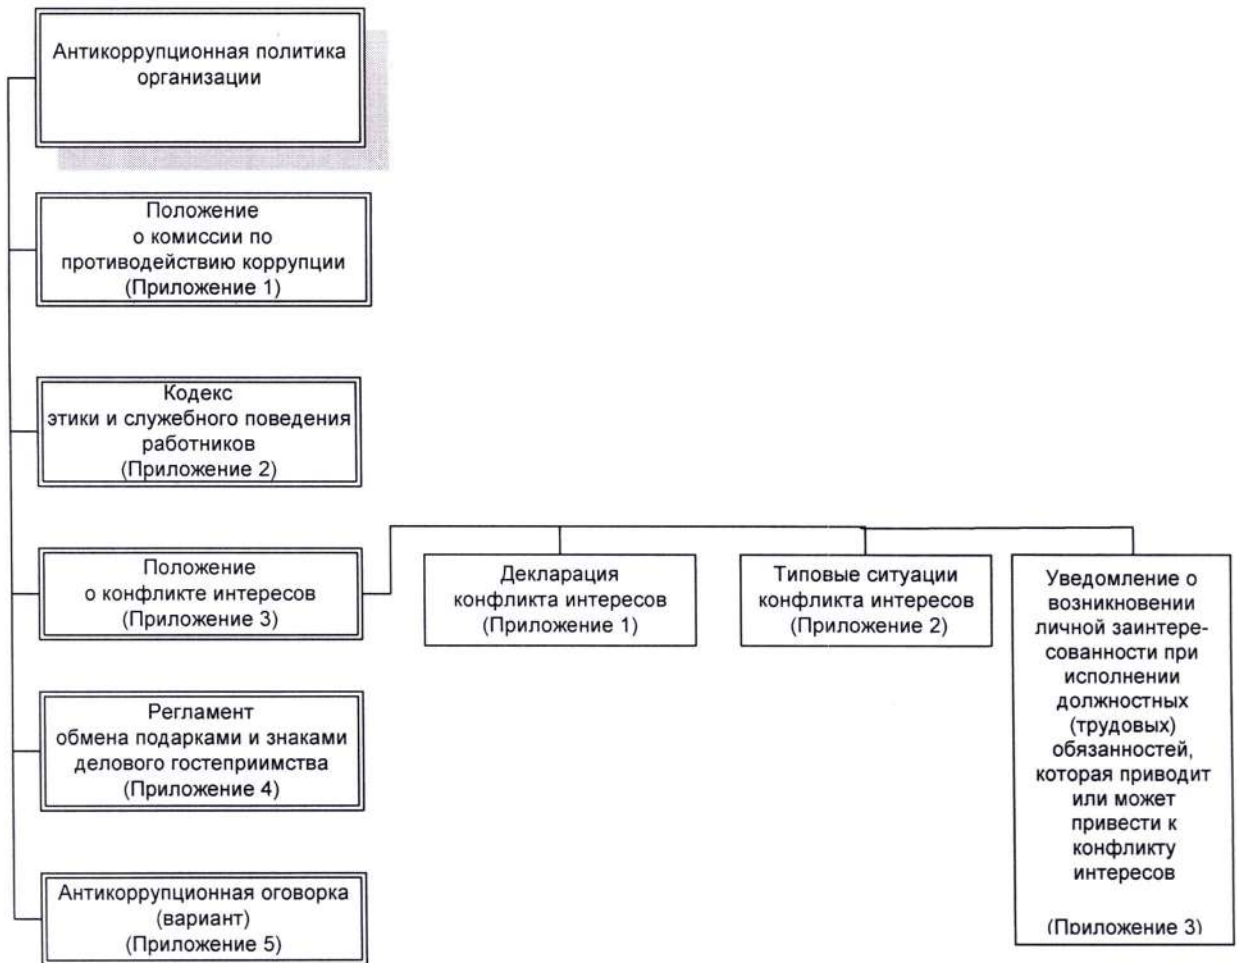 Антикоррупционная политика
организации
Положение
о комиссии по
противодействию коррупции
(Приложение 1)
Кодекс
этики и служебного поведения
работников
(Приложение 2)
Положение
о конфликте интересов
(Приложение 3)
Декларация
конфликта интересов
(Приложение 1)
Типовые ситуации
конфликта интересов
(Приложение 2)
Уведомление о
возникновении
личной заинтере-
сованности при
исполнении
должностных
(трудовых)
обязанностей,
которая приводит
или может
привести к
конфликту
интересов
(Приложение 3)
Регламент
обмена подарками и знаками
делового гостеприимства
(Приложение 4)
Антикоррупционная оговорка
(вариант)
(Приложение 5)